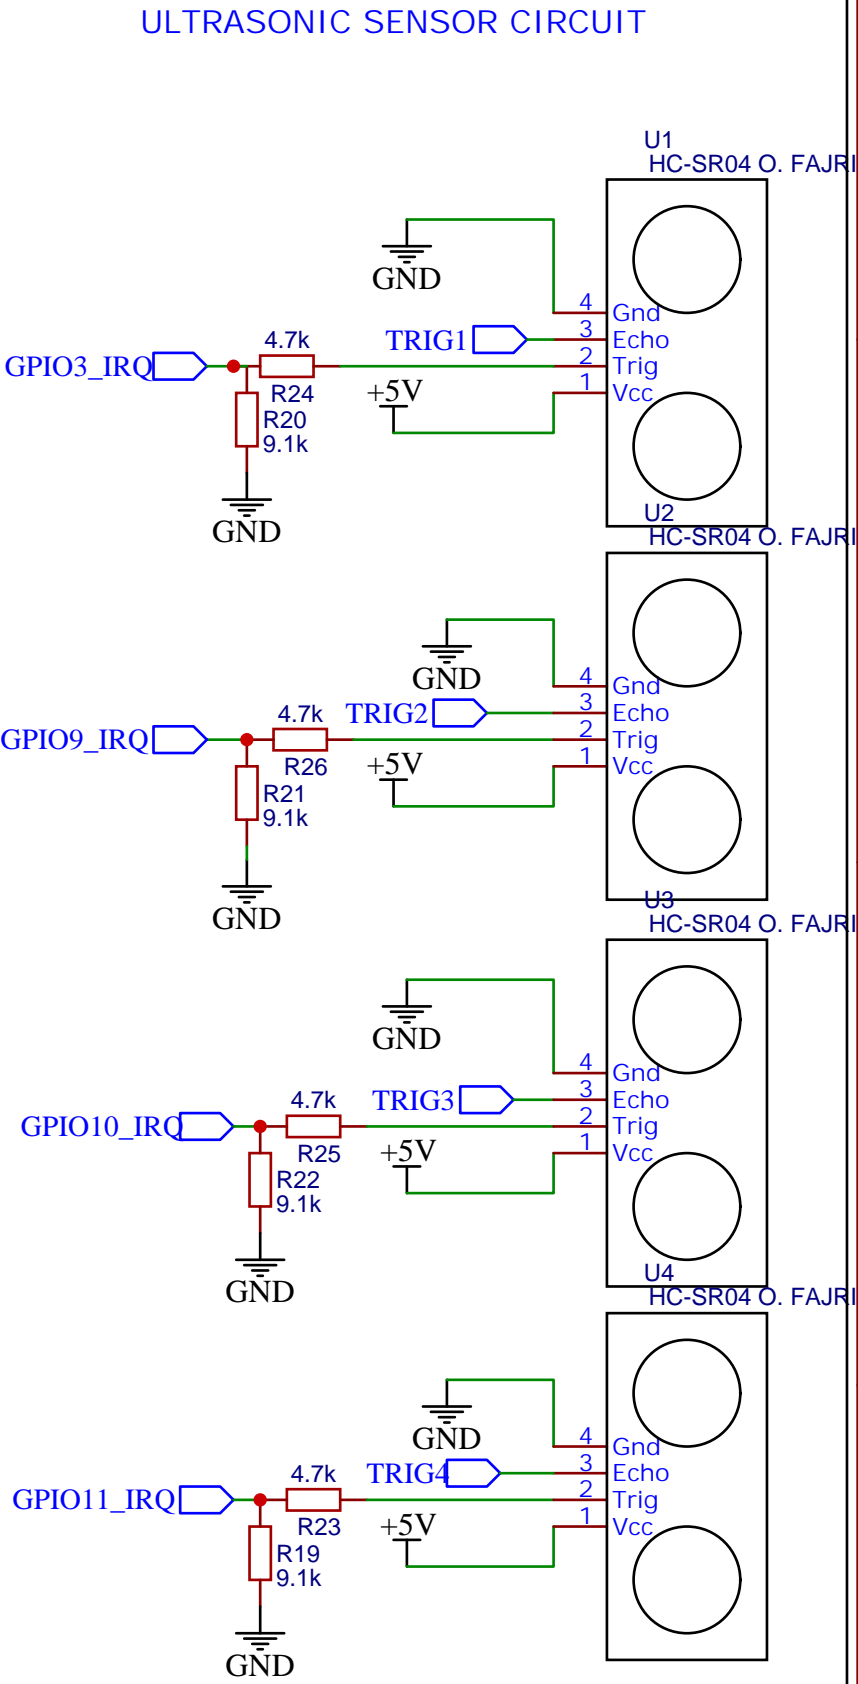 ULTRASONIC SENSOR CIRCUIT
U1
HC-SR04 O. FAJRI
GND
4 Gnd
TRIG1 3 Echo
GPIO3_IRQ 4.7k 2 Trig
R24
+5V 1 Vcc
R20
9.1k
GND
U2
HC-SR04 O. FAJRI
GND
4 Gnd
TRIG2 3 Echo
GPIO9_IRQ 4.7k 2 Trig
R26
+5V 1 Vcc
R21
9.1k
GND
U3
HC-SR04 O. FAJRI
GND
4 Gnd
TRIG3 3 Echo
GPIO10_IRQ 4.7k 2 Trig
R25
+5V 1 Vcc
R22
9.1k
GND
U4
HC-SR04 O. FAJRI
GND
4 Gnd
TRIG4 3 Echo
GPIO11_IRQ 4.7k 2 Trig
R23
+5V 1 Vcc
R19
9.1k
GND